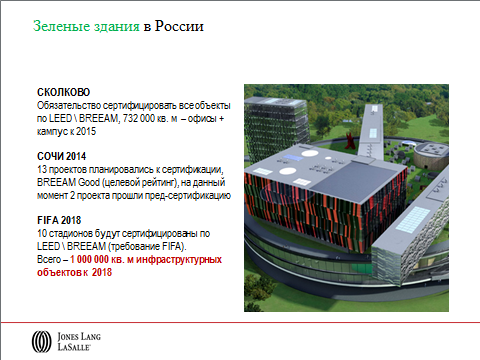 Зеленые здания в России
СКОЛКОВО
Обязательство сертифицировать все объекты
по LEED \ BREEAM, 732 000 кв. м – офисы +
кампус к 2015
СОЧИ 2014
13 проектов планировались к сертификации,
BREEAM Good (целевой рейтинг), на данный
момент 2 проекта прошли пред-сертификацию
FIFA 2018
10 стадионов будут сертифицированы по
LEED \ BREEAM (требование FIFA).
Всего – 1 000 000 кв. м инфраструктурных
объектов к 2018
JONES LANG
LASALLE